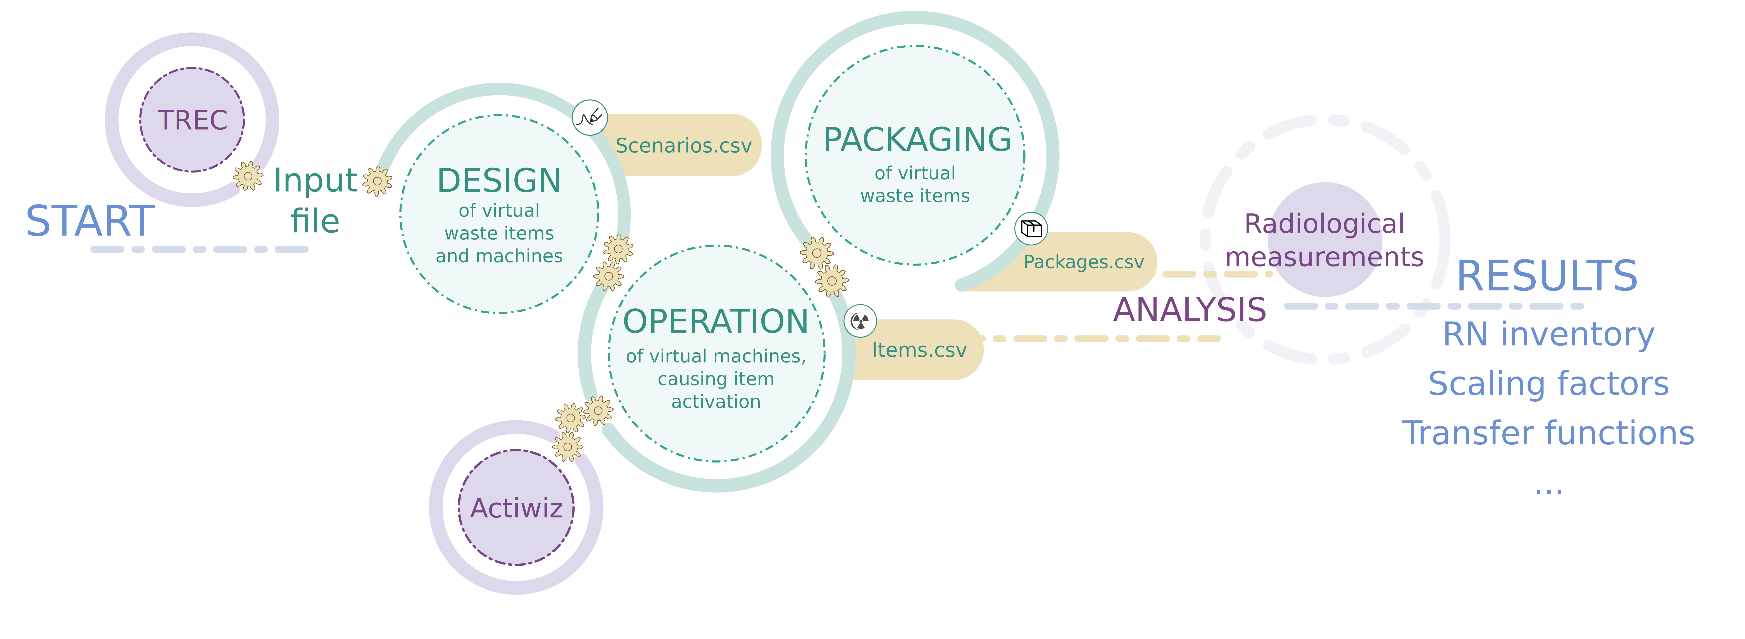 START
TREC
Input
file
DESIGN
of virtual
waste items
and machines
Scenarios.csv
OPERATION
of virtual machines,
causing item
activation
Actiwiz
Items.csv
PACKAGING
of virtual
waste items
Packages.csv
ANALYSIS
Radiological
measurements
RESULTS
RN inventory
Scaling factors
Transfer functions
...